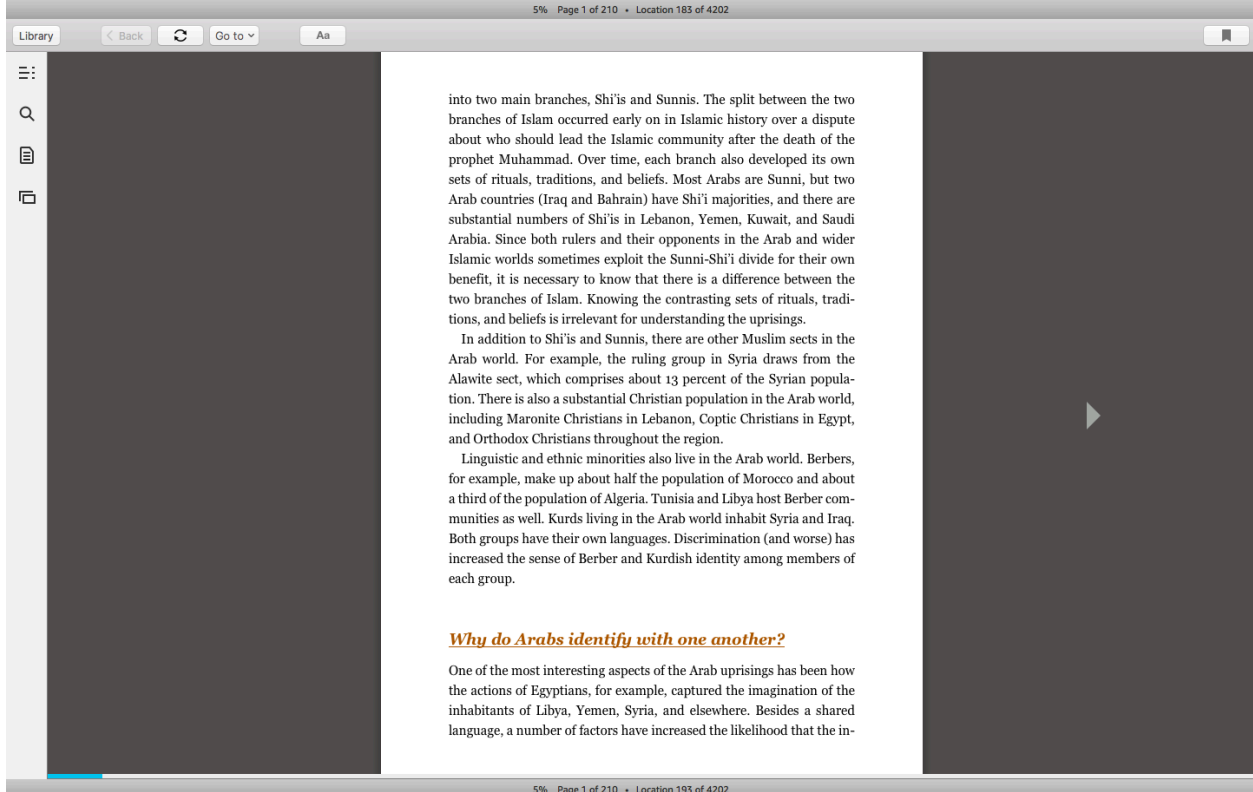 5% Page 1 of 210 • Location 183 of 4202
Library
Back
Go to
Aa
into two main branches, Shi’is and Sunnis. The split between the two
branches of Islam occurred early on in Islamic history over a dispute
about who should lead the Islamic community after the death of the
prophet Muhammad. Over time, each branch also developed its own
sets of rituals, traditions, and beliefs. Most Arabs are Sunni, but two
Arab countries (Iraq and Bahrain) have Shi’i majorities, and there are
substantial numbers of Shi’is in Lebanon, Yemen, Kuwait, and Saudi
Arabia. Since both rulers and their opponents in the Arab and wider
Islamic worlds sometimes exploit the Sunni-Shi’i divide for their own
benefit, it is necessary to know that there is a difference between the
two branches of Islam. Knowing the contrasting sets of rituals, tradi-
tions, and beliefs is irrelevant for understanding the uprisings.
In addition to Shi’is and Sunnis, there are other Muslim sects in the
Arab world. For example, the ruling group in Syria draws from the
Alawite sect, which comprises about 13 percent of the Syrian popula-
tion. There is also a substantial Christian population in the Arab world,
including Maronite Christians in Lebanon, Coptic Christians in Egypt,
and Orthodox Christians throughout the region.
Linguistic and ethnic minorities also live in the Arab world. Berbers,
for example, make up about half the population of Morocco and about
a third of the population of Algeria. Tunisia and Libya host Berber com-
munities as well. Kurds living in the Arab world inhabit Syria and Iraq.
Both groups have their own languages. Discrimination (and worse) has
increased the sense of Berber and Kurdish identity among members of
each group.
Why do Arabs identify with one another?
One of the most interesting aspects of the Arab uprisings has been how
the actions of Egyptians, for example, captured the imagination of the
inhabitants of Libya, Yemen, Syria, and elsewhere. Besides a shared
language, a number of factors have increased the likelihood that the in-
5% Page 1 of 210 • Location 193 of 4202